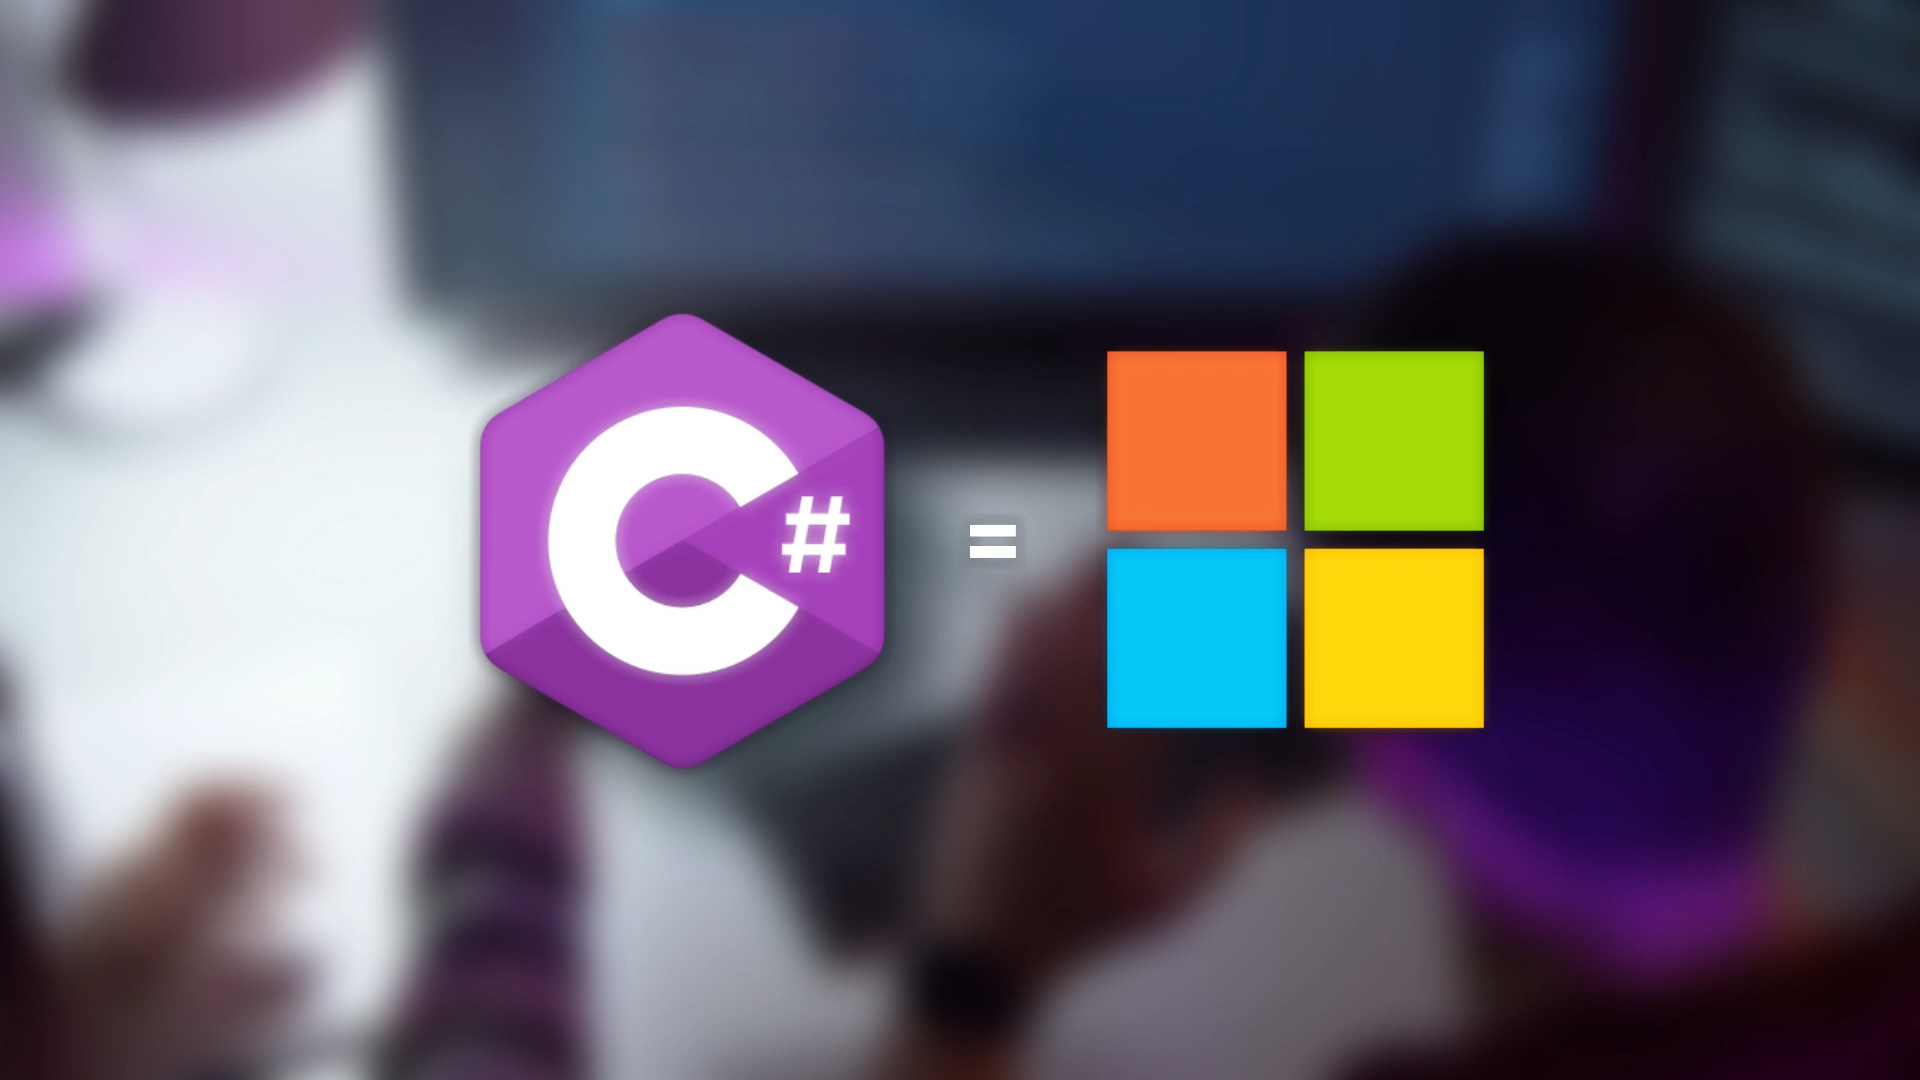 C# =